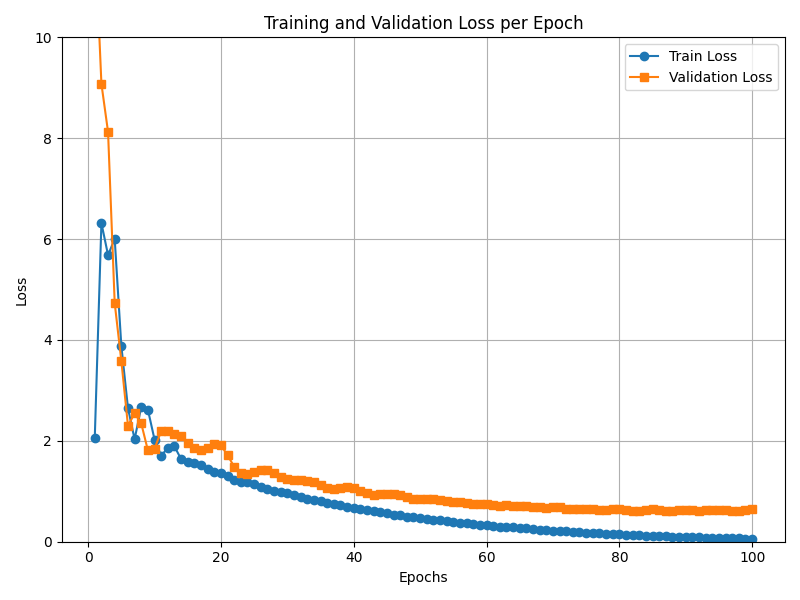 Training and Validation Loss per Epoch
Train Loss
Validation Loss
Loss
10
8
6
4
2
0
0 20 40 60 80 100
Epochs